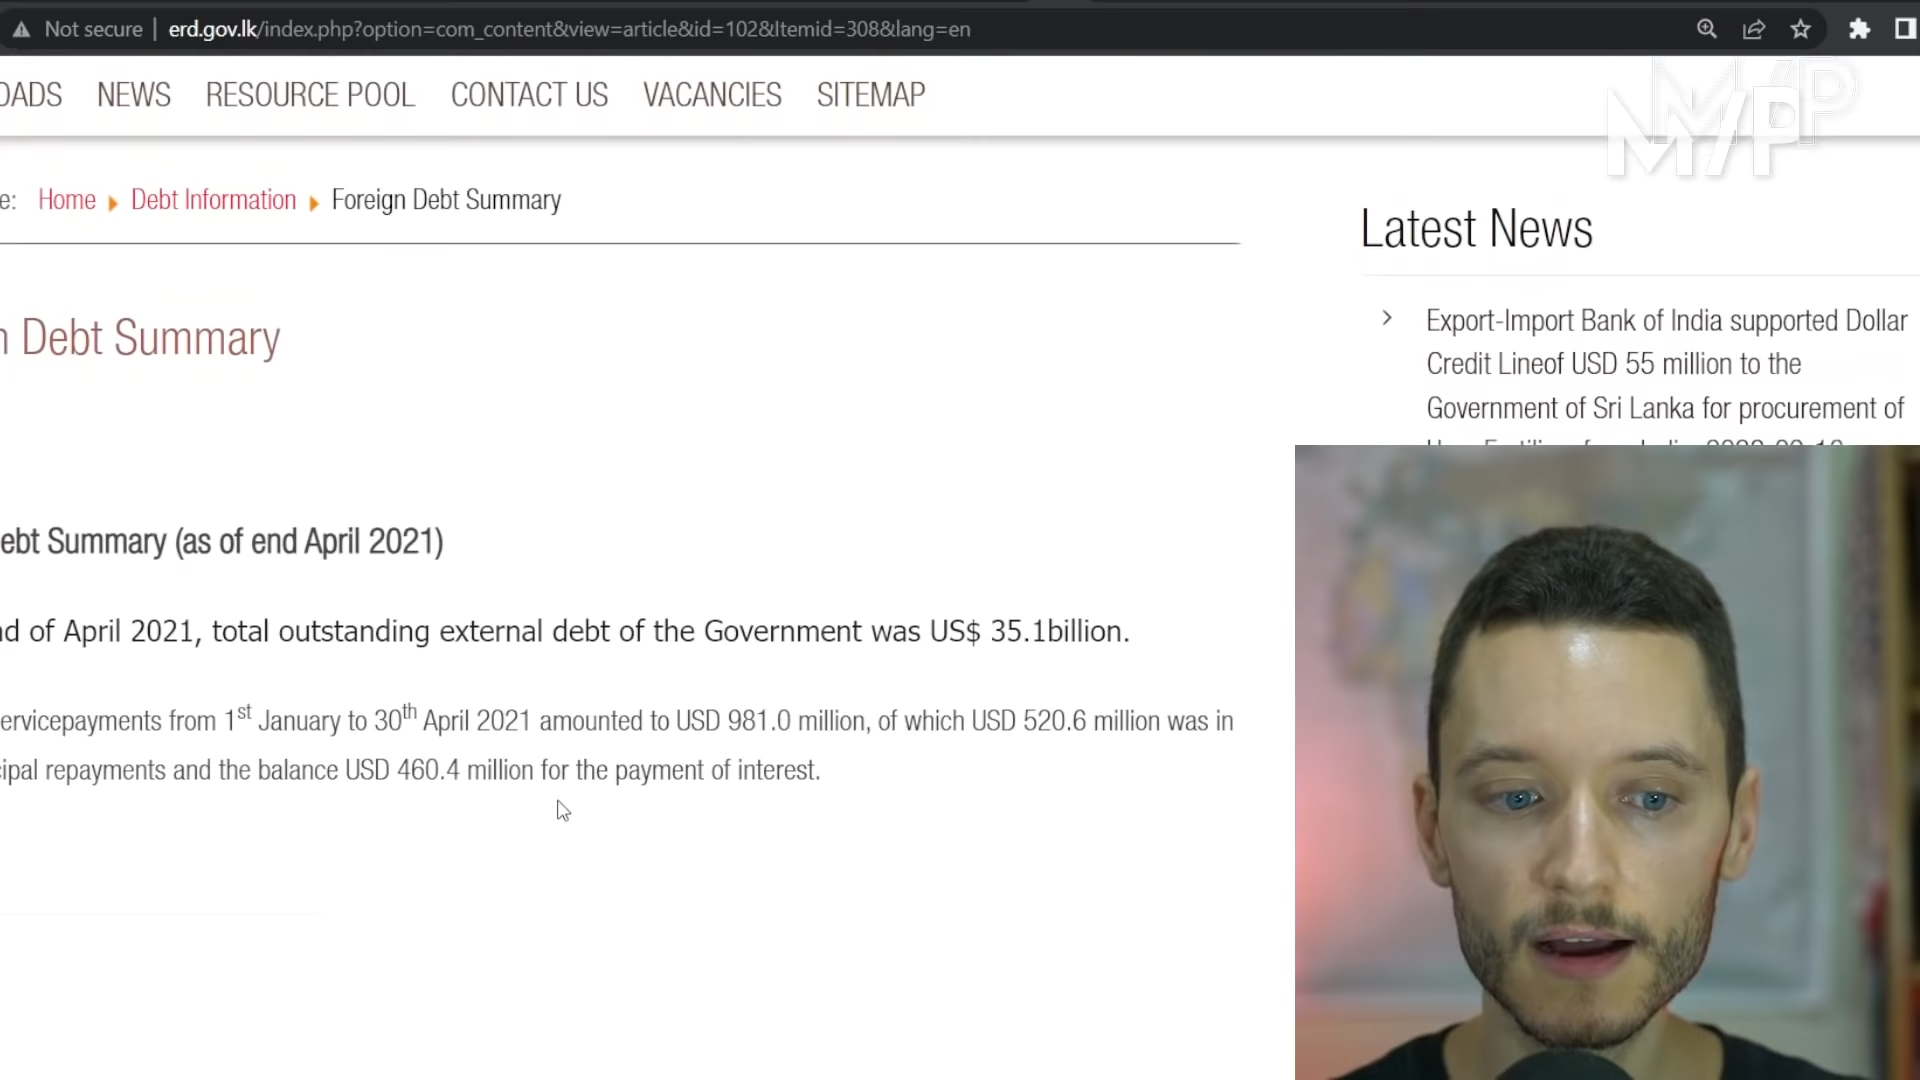 Not secure | erd.gov.lk/index.php?option=com_content&view=article&id=102&Itemid=308&lang=en
OADS NEWS RESOURCE POOL CONTACT US VACANCIES SITEMAP
M/P
e: Home Debt Information Foreign Debt Summary
Latest News
n Debt Summary
Export-Import Bank of India supported Dollar
Credit Lineof USD 55 million to the
Government of Sri Lanka for procurement of
ebt Summary (as of end April 2021)
nd of April 2021, total outstanding external debt of the Government was US$ 35.1billion.
ervicepayments from 1st January to 30th April 2021 amounted to USD 981.0 million, of which USD 520.6 million was in
cipal repayments and the balance USD 460.4 million for the payment of interest.